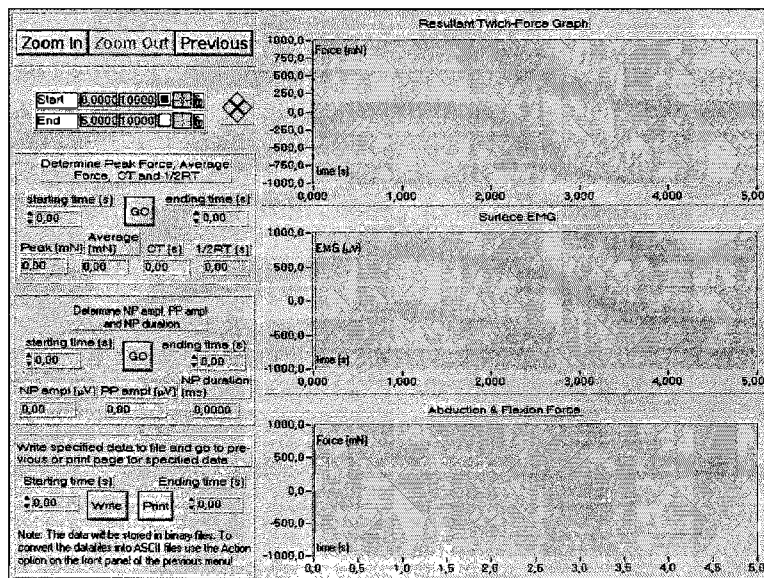 Zoom In Zoom Out Previous
Start 0,0000 1,0000
End 5,0000 1,0000
Determine Peak Force, Average
Force, CT and 1/2RT
starting time (s) GO ending time (s)
0,00 0,00
Peak (mN) Average (mN) CT (s) 1/2RT (s)
0,00 0,00 0,00 0,00
Determine NP ampl, PP ampl
and NP duration
starting time (s) GO ending time (s)
0,00 0,00
NP ampl (µV) PP ampl (µV) NP duration (ms)
0,00 0,00 0,0000
Write specified data to file and go to pre-
vious or print page for specified data
Starting time (s) Ending time (s)
0,00 Write Print 0,00
Note: The data will be stored in binary files. To
convert the datafiles into ASCII files use the Action
option on the front panel of the previous menu!
Resultant Twich-Force Graph
Force (mN)
1000,0
750,0
500,0
250,0
0,0
-250,0
-500,0
-750,0
-1000,0
time (s)
0,000 1,000 2,000 3,000 4,000 5,000
Surface EMG
EMG (µV)
1000,0
500,0
0,0
-500,0
-1000,0
time (s)
0,000 1,000 2,000 3,000 4,000 5,000
Abduction & Flexion Force
Force (mN)
1000,0
500,0
0,0
-500,0
-1000,0
time (s)
0,0 0,5 1,0 1,5 2,0 2,5 3,0 3,5 4,0 4,5 5,0